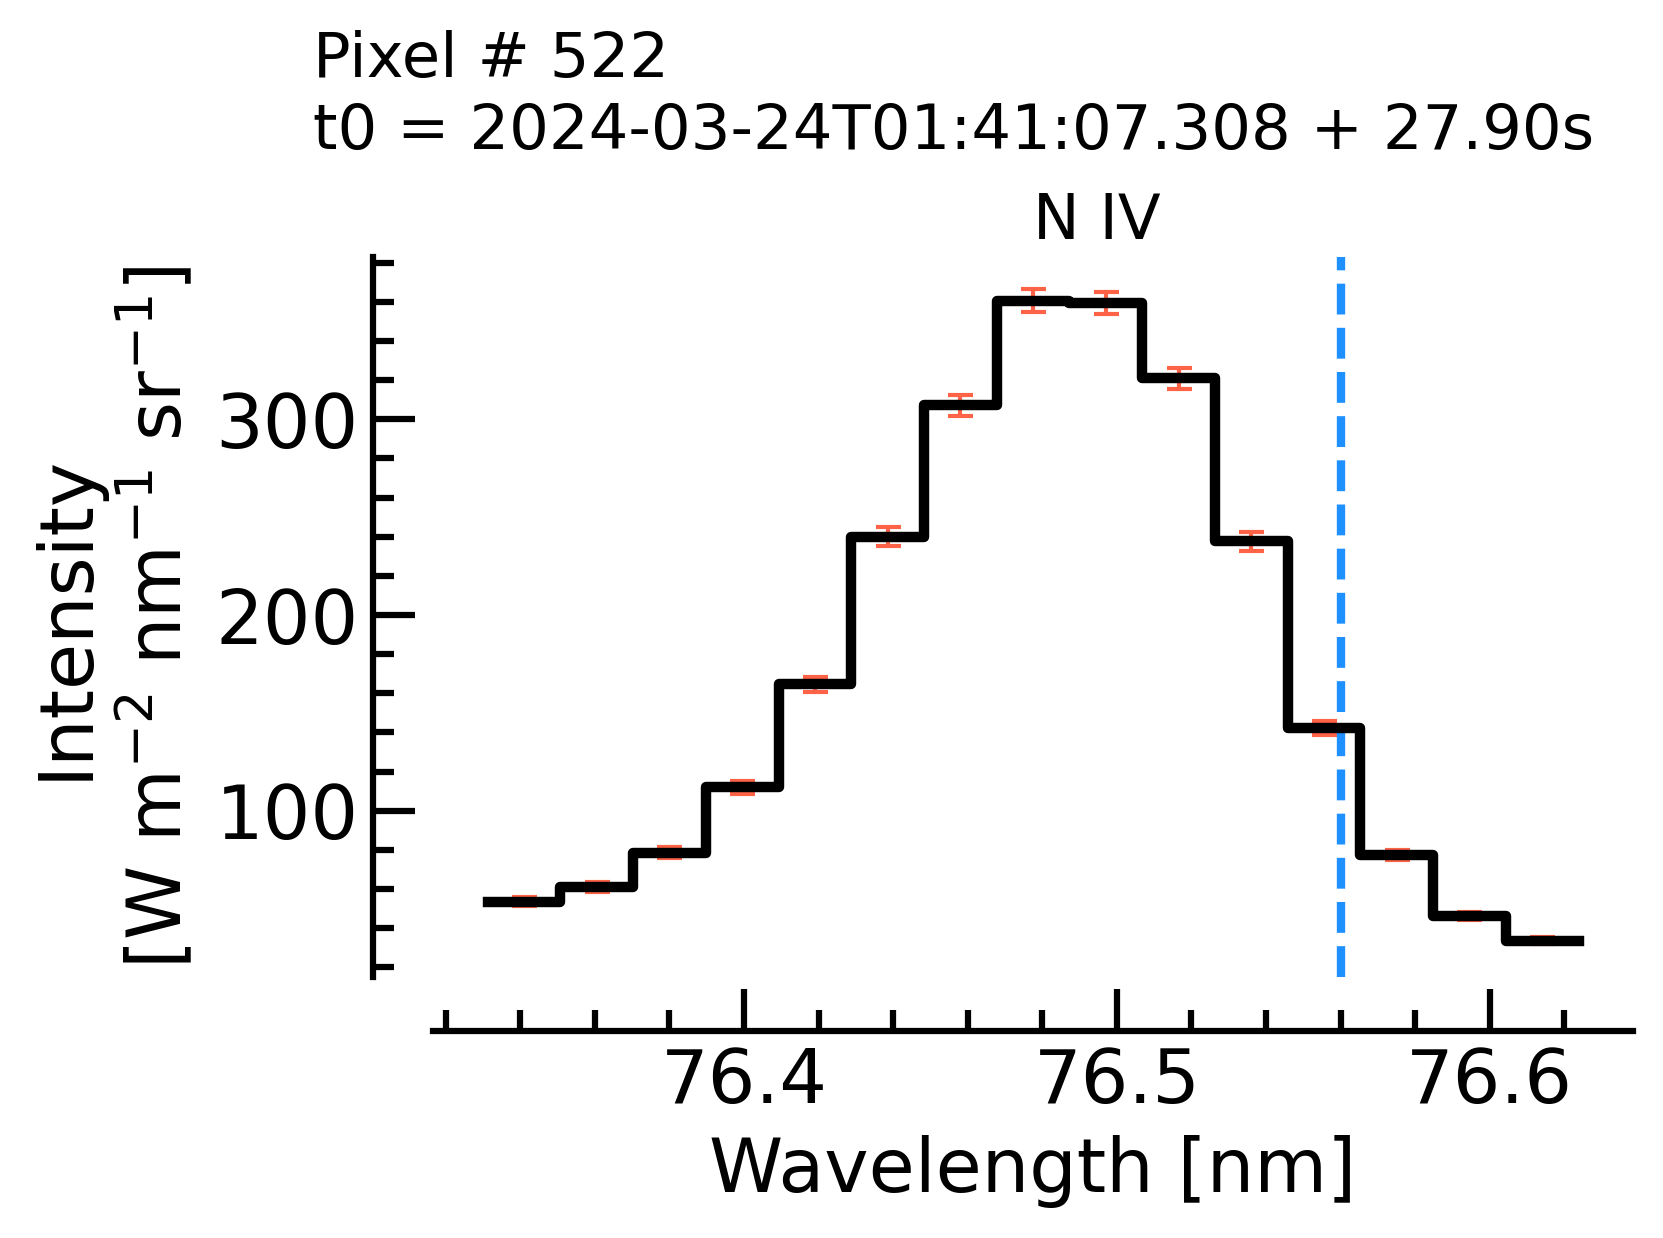 Pixel # 522
t0 = 2024-03-24T01:41:07.308 + 27.90s
N IV
Intensity
[W m⁻² nm⁻¹ sr⁻¹]
300
200
100
76.4 76.5 76.6
Wavelength [nm]